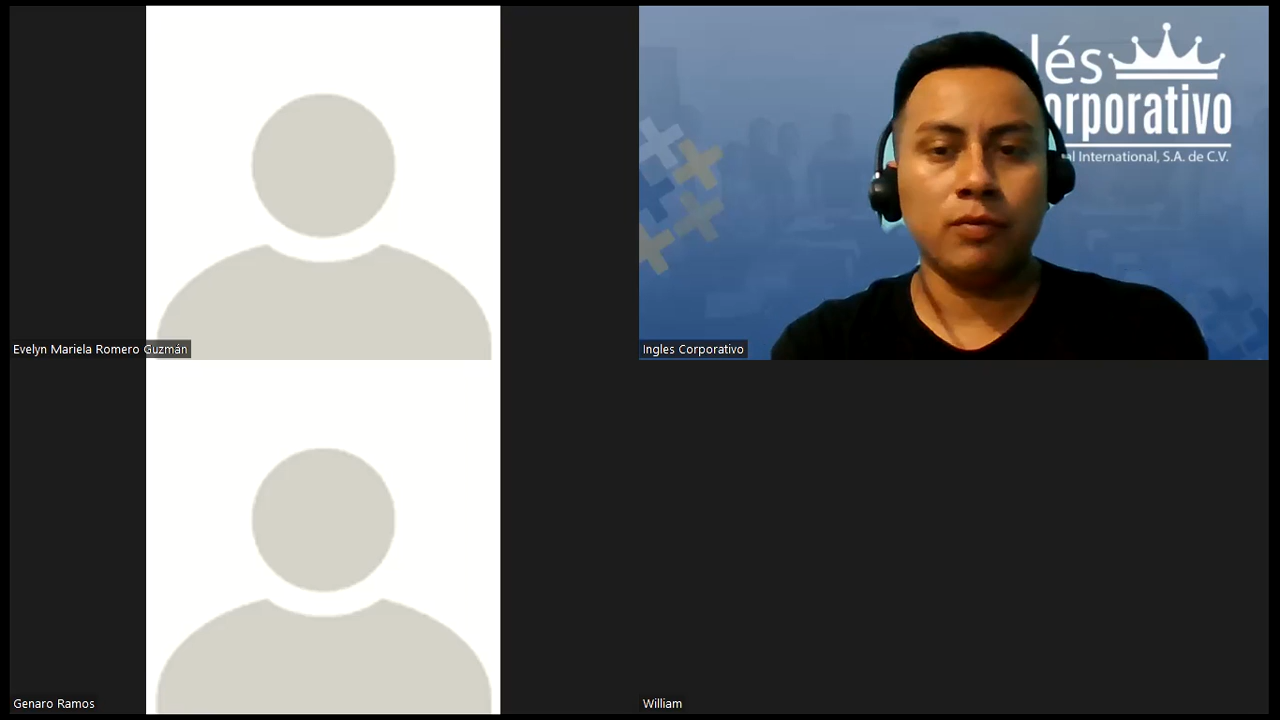 lés
orporativo
al International, S.A. de C.V.
Evelyn Mariela Romero Guzmán
Ingles Corporativo
Genaro Ramos
William